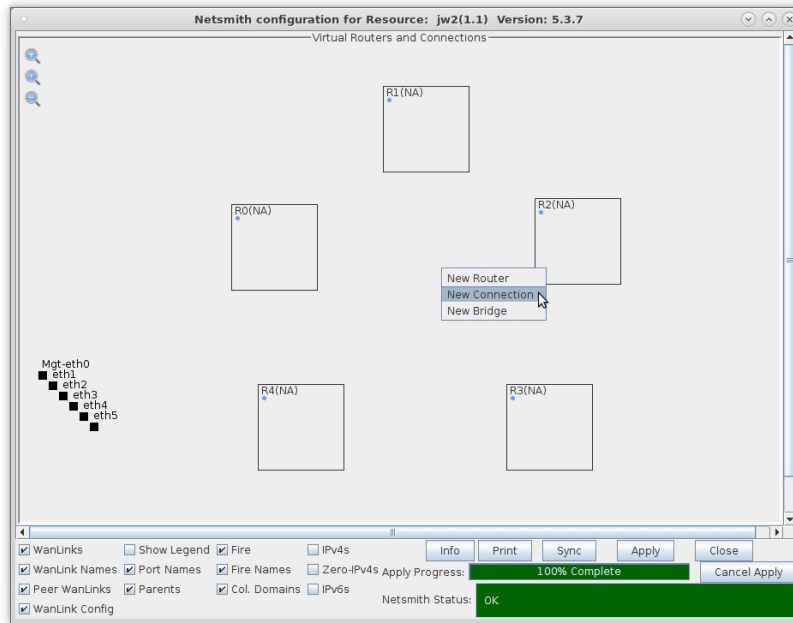 Netsmith configuration for Resource: jw2(1.1) Version: 5.3.7
Virtual Routers and Connections
R1(NA)
R0(NA)
R2(NA)
New Router
New Connection
New Bridge
Mgt-eth0
eth1
eth2
eth3
eth4
eth5
R4(NA)
R3(NA)
WanLinks Show Legend Fire IPv4s Info Print Sync Apply Close
WanLink Names Port Names Fire Names Zero-IPv4s Apply Progress: 100% Complete Cancel Apply
Peer WanLinks Parents Col. Domains IPv6s
Netsmith Status: OK
WanLink Config